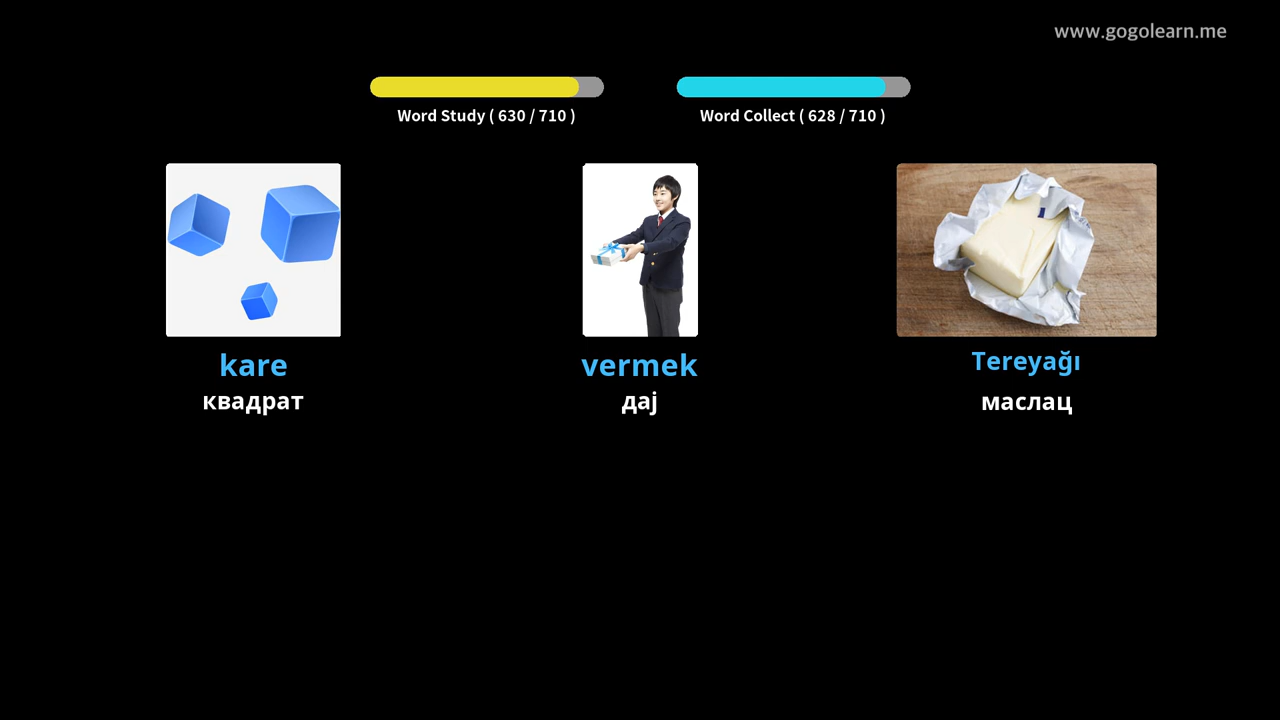 www.gogolearn.me
Word Study ( 630 / 710 )
Word Collect ( 628 / 710 )
kare
vermek
Tereyağı
квадрат
дај
маслац